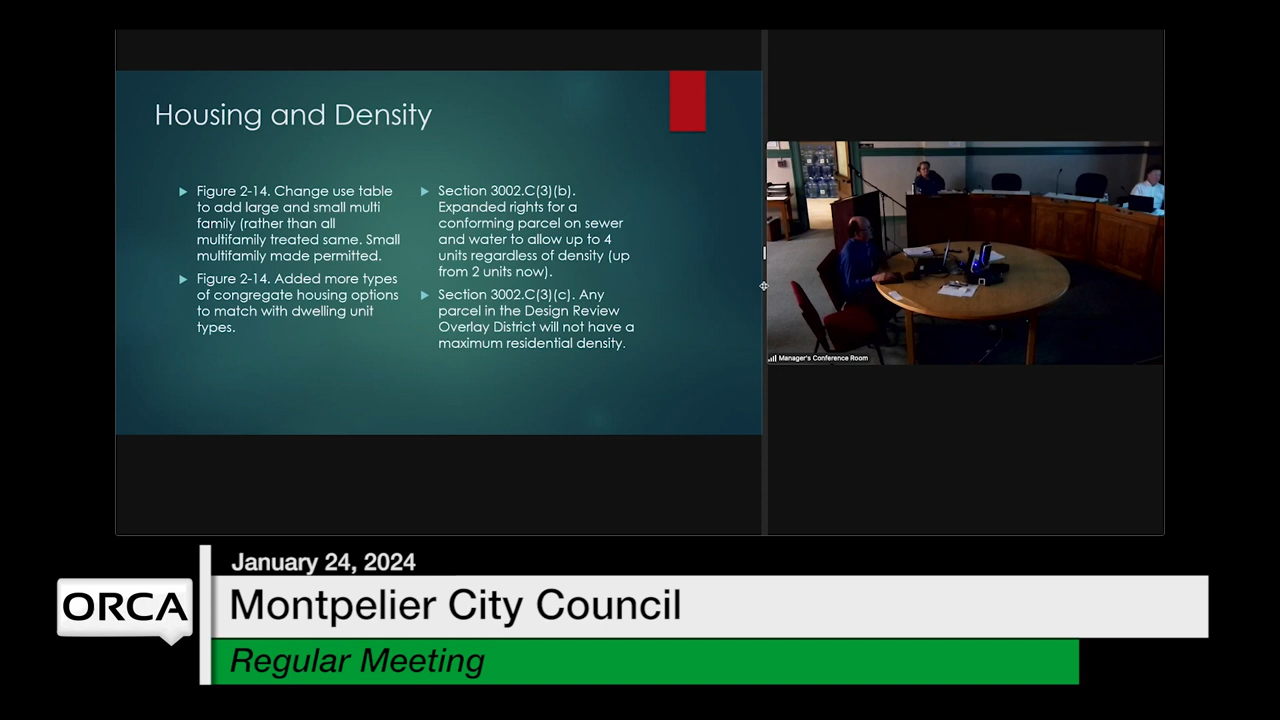 Housing and Density
Figure 2-14. Change use table
to add large and small multi
family (rather than all
multifamily treated same. Small
multifamily made permitted.
Figure 2-14. Added more types
of congregate housing options
to match with dwelling unit
types.
Section 3002.C(3)(b).
Expanded rights for a
conforming parcel on sewer
and water to allow up to 4
units regardless of density (up
from 2 units now).
Section 3002.C(3)(c). Any
parcel in the Design Review
Overlay District will not have a
maximum residential density.
Manager's Conference Room
January 24, 2024
ORCA
Montpelier City Council
Regular Meeting